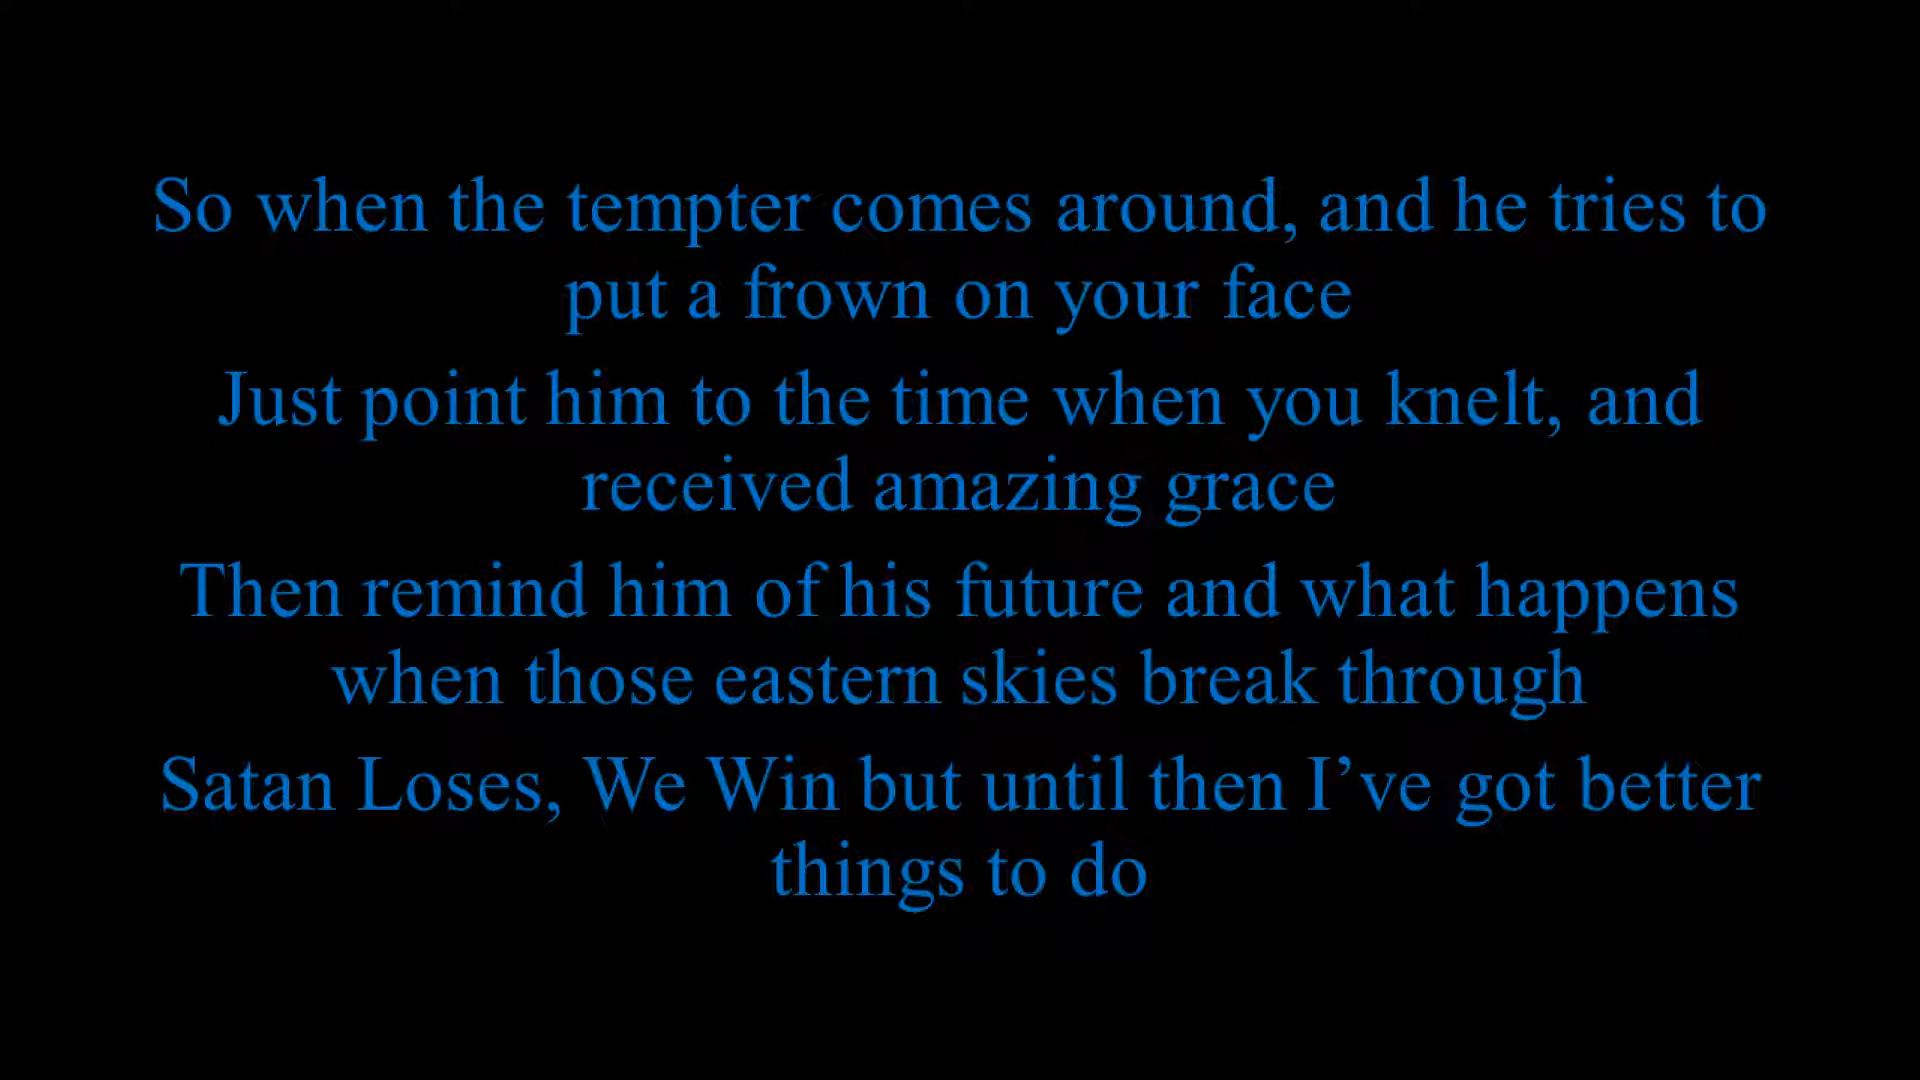 So when the tempter comes around, and he tries to
put a frown on your face
Just point him to the time when you knelt, and
received amazing grace
Then remind him of his future and what happens
when those eastern skies break through
Satan Loses, We Win but until then I’ve got better
things to do